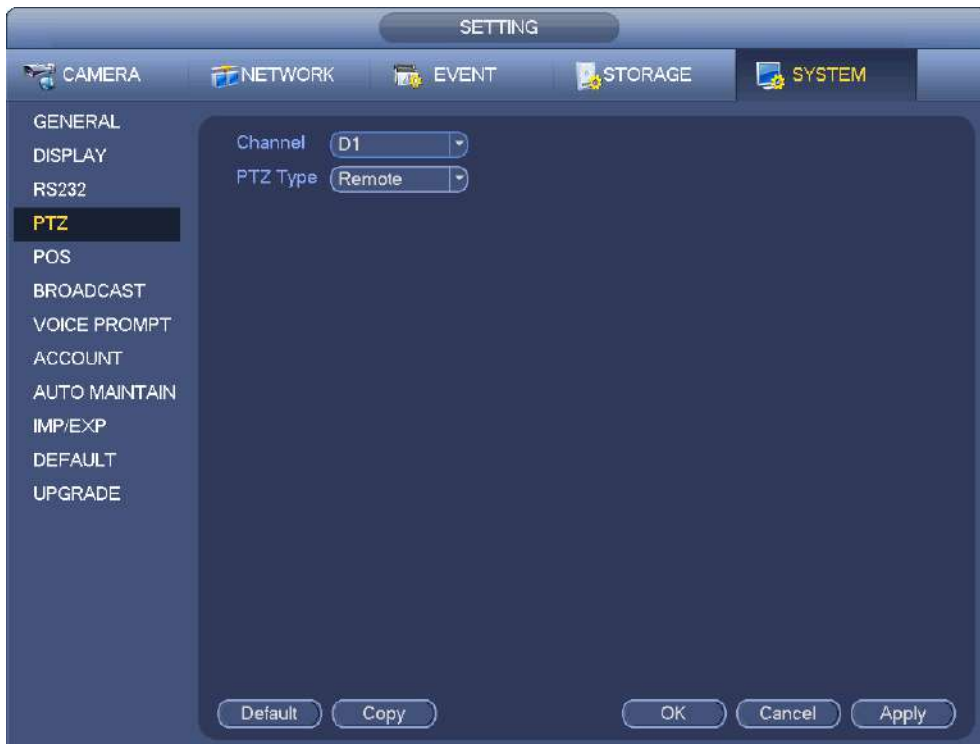 SETTING
CAMERA NETWORK EVENT STORAGE SYSTEM
GENERAL
DISPLAY
RS232
PTZ
POS
BROADCAST
VOICE PROMPT
ACCOUNT
AUTO MAINTAIN
IMP/EXP
DEFAULT
UPGRADE
Channel D1
PTZ Type Remote
Default Copy OK Cancel Apply